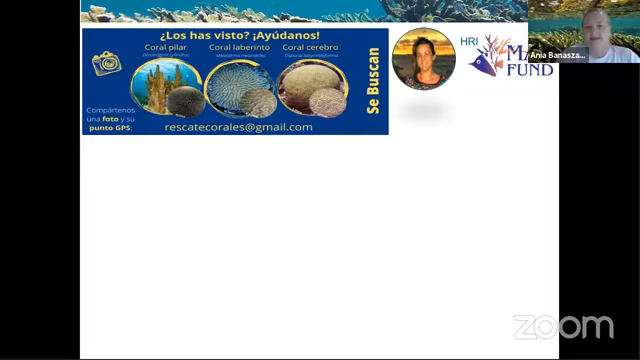 ¿Los has visto? ¡Ayúdanos!
Coral pilar
Coral laberinto
Coral cerebro
Se Buscan
Compártenos
una foto y su
punto GPS:
rescatecorales@gmail.com
HRI
FUND
Ania Banasza...
zoom